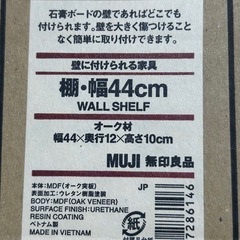 石膏ボードの壁であればどこでも
付けられます。壁を大きく傷つけること
なく簡単に取り付けできます。
壁に付けられる家具
棚・幅44cm
WALL SHELF
オーク材
幅44×奥行12×高さ10cm
MUJI 無印良品
本体:MDF(オーク突板)
表面加工:ウレタン樹脂塗装
BODY:MDF(OAK VENEER)
SURFACE FINISH:URETHANE
RESIN COATING
ベトナム製
MADE IN VIETNAM
JP
紙
7286146